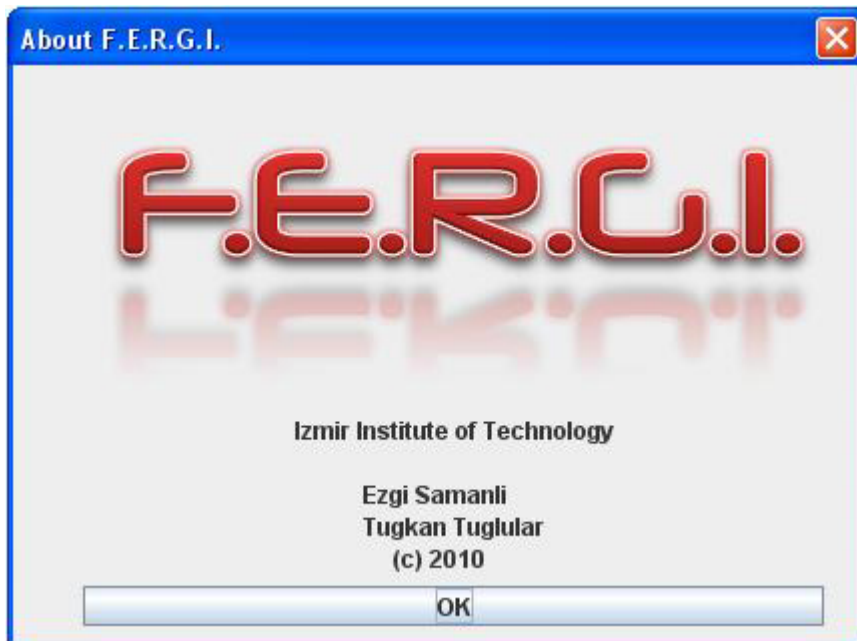 About F.E.R.G.I.
F.E.R.G.I.
Izmir Institute of Technology
Ezgi Samanli
Tugkan Tuglular
(c) 2010
OK